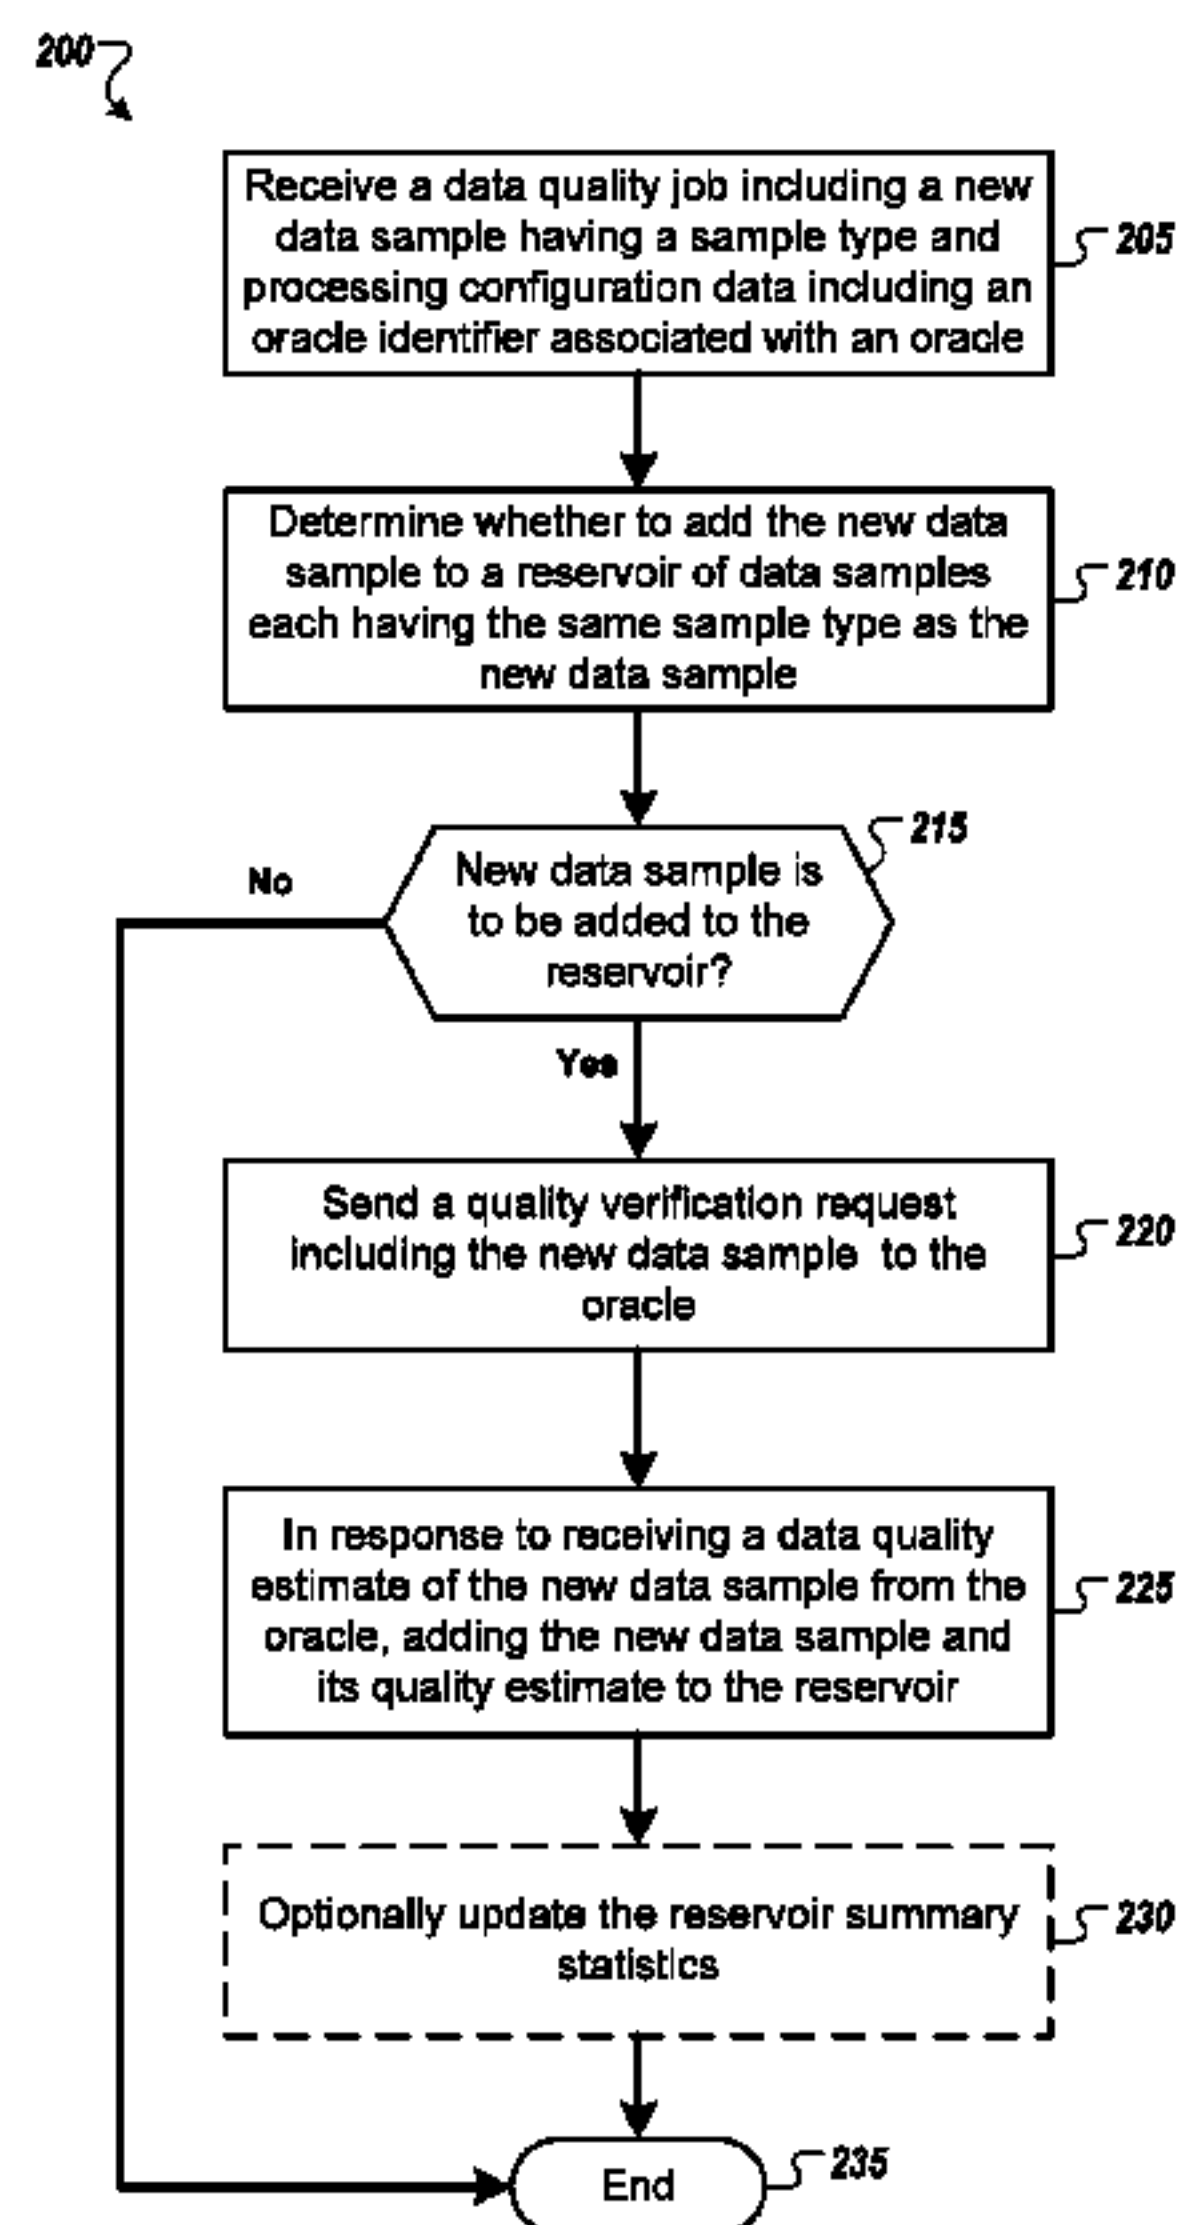 200
Receive a data quality job including a new
data sample having a sample type and
processing configuration data including an
oracle identifier associated with an oracle
205
Determine whether to add the new data
sample to a reservoir of data samples
each having the same sample type as the
new data sample
210
215
New data sample is
to be added to the
reservoir?
No
Yes
Send a quality verification request
including the new data sample to the
oracle
220
In response to receiving a data quality
estimate of the new data sample from the
oracle, adding the new data sample and
its quality estimate to the reservoir
225
Optionally update the reservoir summary
statistics
230
End
235